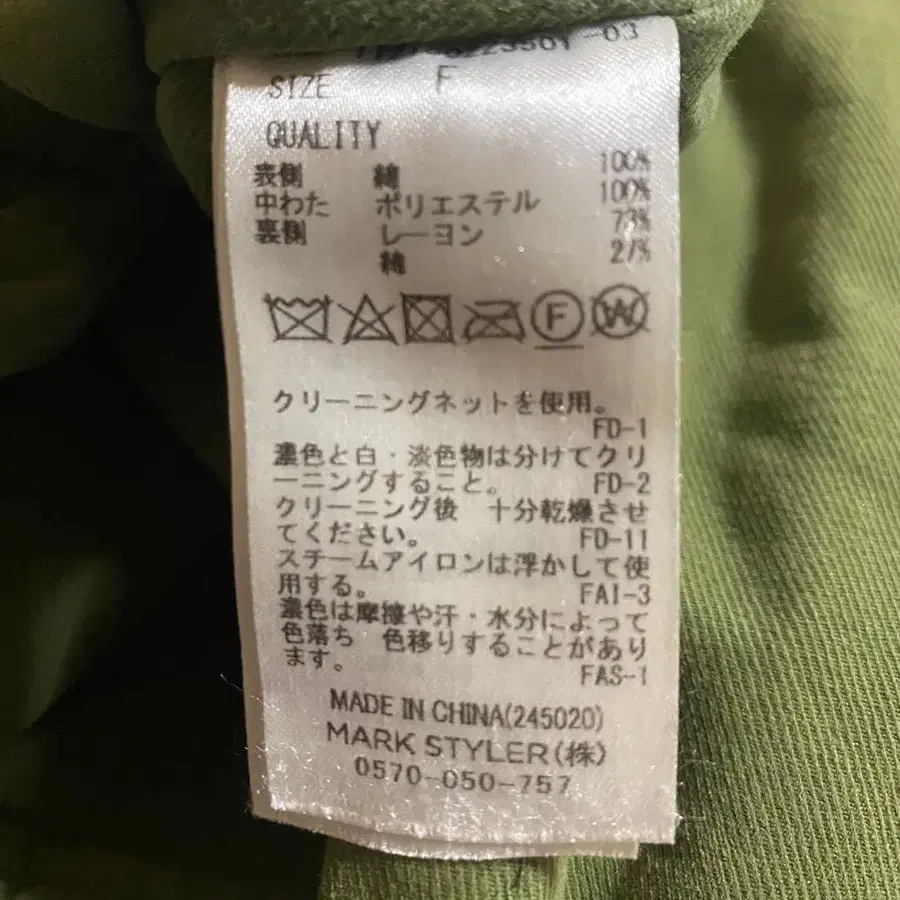 -03
SIZE F
QUALITY
表側 綿 100%
中わた ポリエステル 100%
裏側 レーヨン 73%
綿 27%
F W
クリーニングネットを使用。
FD-1
濃色と白・淡色物は分けてクリ
ーニングすること。 FD-2
クリーニング後 十分乾燥させ
てください。 FD-11
スチームアイロンは浮かして使
用する。 FAI-3
濃色は摩擦や汗・水分によって
色落ち 色移りすることがあり
ます。 FAS-1
MADE IN CHINA(245020)
MARK STYLER(株)
0570-050-757